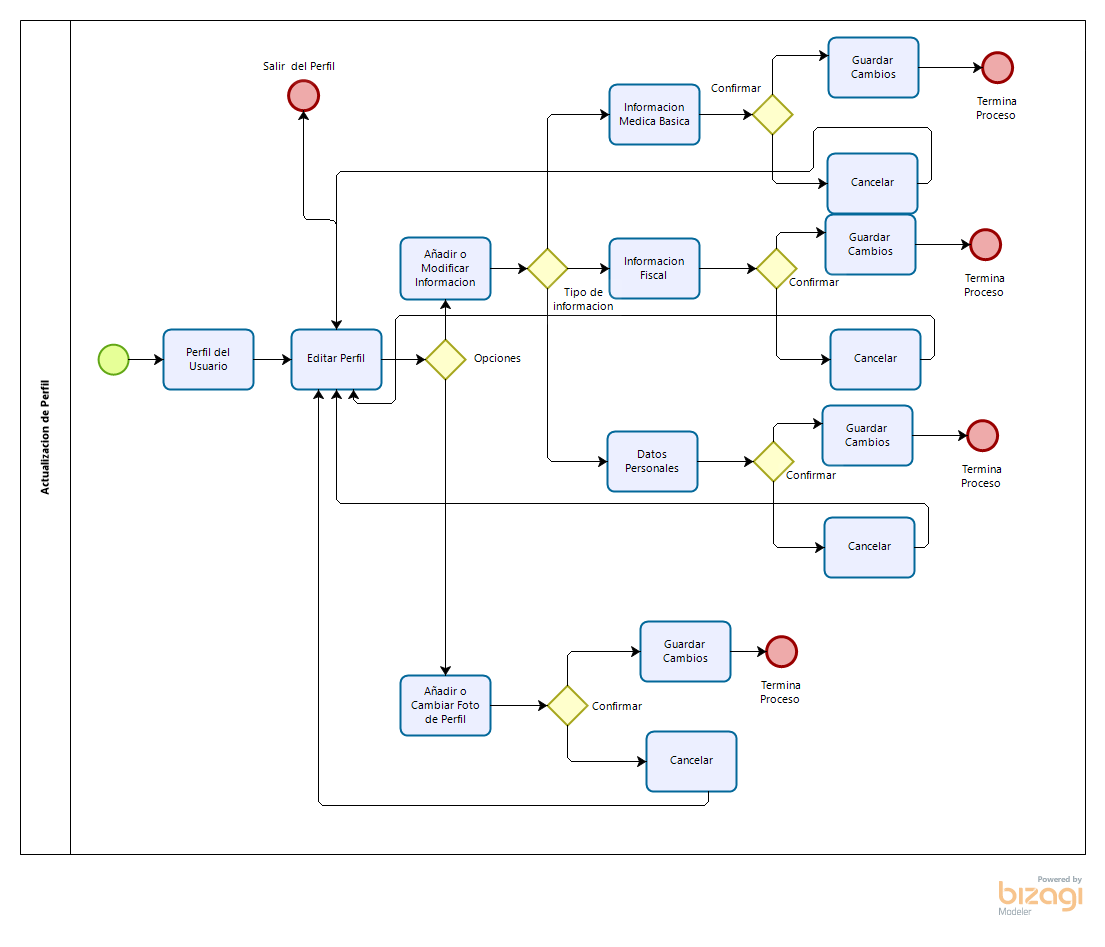 Actualizacion de Perfil
Salir  del Perfil
Perfil del
Usuario
Editar Perfil
Opciones
Añadir o
Modificar
Informacion
Tipo de
informacion
Informacion
Medica Basica
Confirmar
Guardar
Cambios
Termina
Proceso
Cancelar
Informacion
Fiscal
Confirmar
Guardar
Cambios
Termina
Proceso
Cancelar
Datos
Personales
Confirmar
Guardar
Cambios
Termina
Proceso
Cancelar
Añadir o
Cambiar Foto
de Perfil
Confirmar
Guardar
Cambios
Termina
Proceso
Cancelar
Powered by
bizagi
Modeler